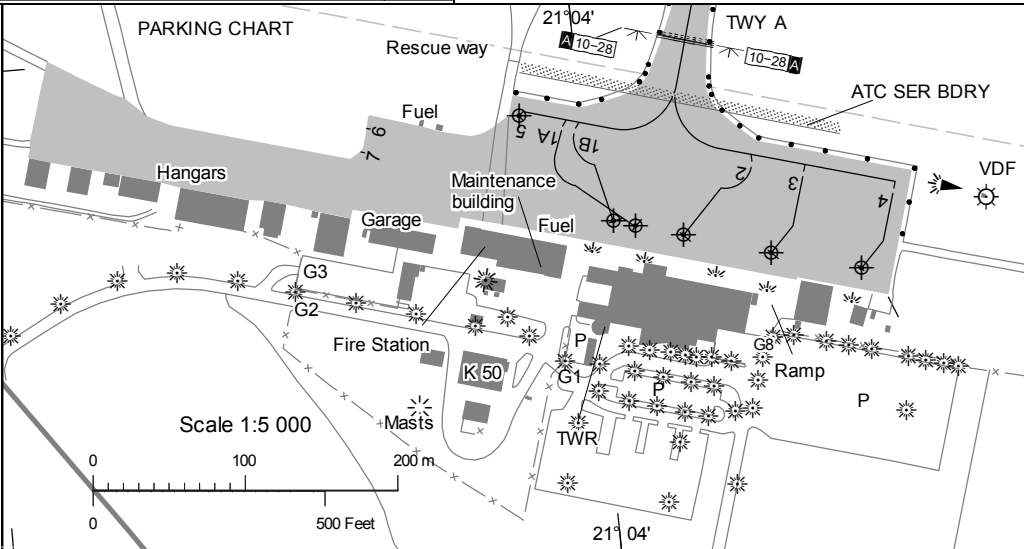 PARKING CHART
21° 04'
TWY A
Rescue way
A 10-28
10-28 A
ATC SER BDRY
Fuel
5
1A
1B
6
7
2
3
4
VDF
Hangars
Maintenance
building
Garage
Fuel
G3
G2
Fire Station
P
G8
K 50
G1
P
Ramp
P
Scale 1:5 000
Masts
TWR
0 100 200 m
0 500 Feet
21° 04'